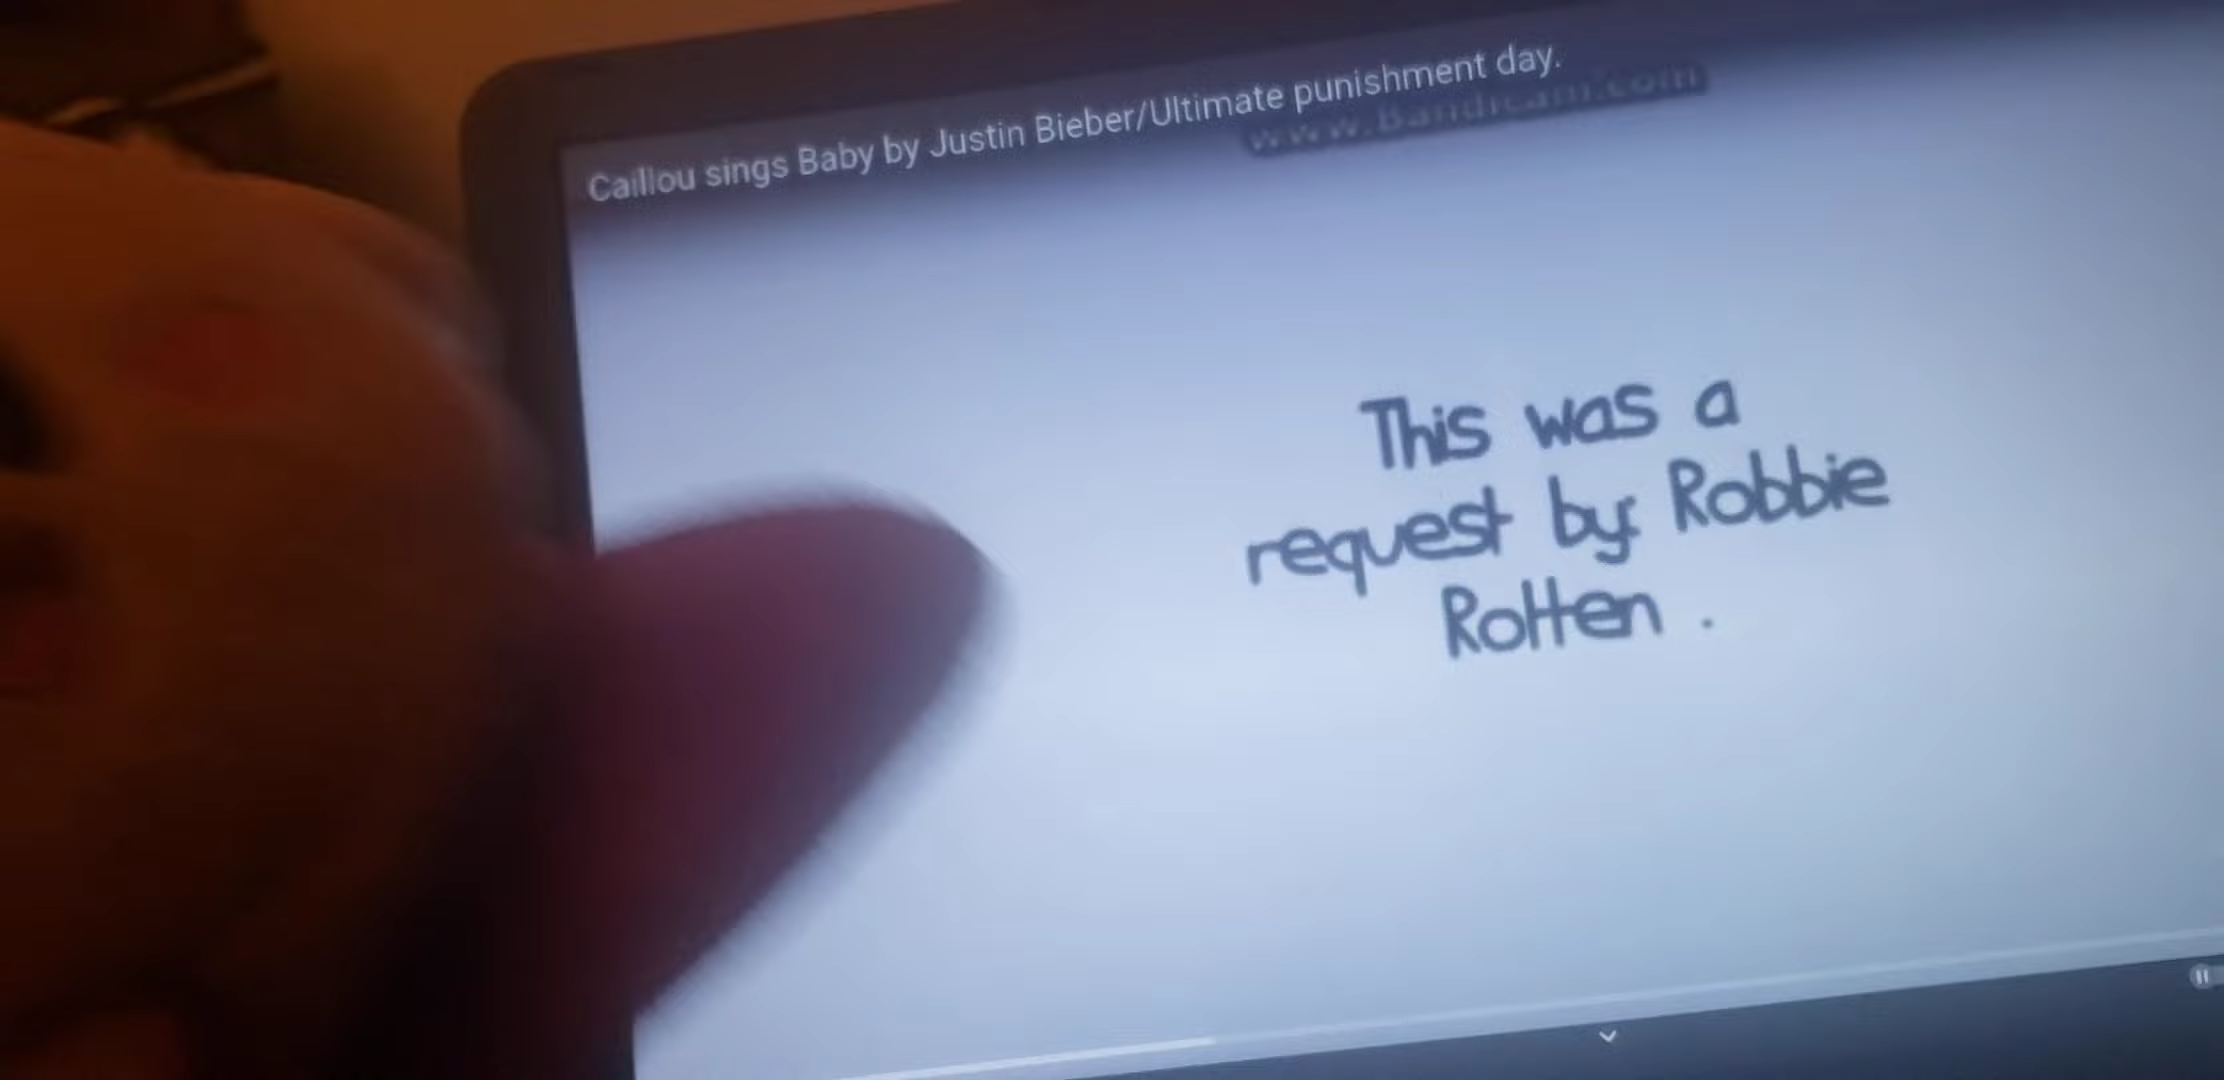 Caillou sings Baby by Justin Bieber/Ultimate punishment day.
www.Bandicam.com
This was a
request by: Robbie
Rotten .